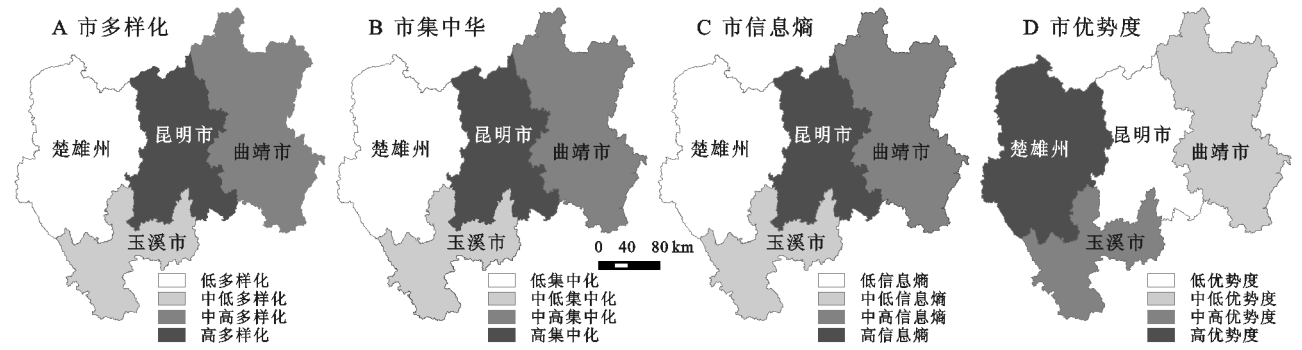 A 市多样化
楚雄州
昆明市
曲靖市
玉溪市
低多样化
中低多样化
中高多样化
高多样化
B 市集中华
楚雄州
昆明市
曲靖市
玉溪市
低集中化
中低集中化
中高集中化
高集中化
0 40 80 km
C 市信息熵
楚雄州
昆明市
曲靖市
玉溪市
低信息熵
中低信息熵
中高信息熵
高信息熵
D 市优势度
楚雄州
昆明市
曲靖市
玉溪市
低优势度
中低优势度
中高优势度
高优势度